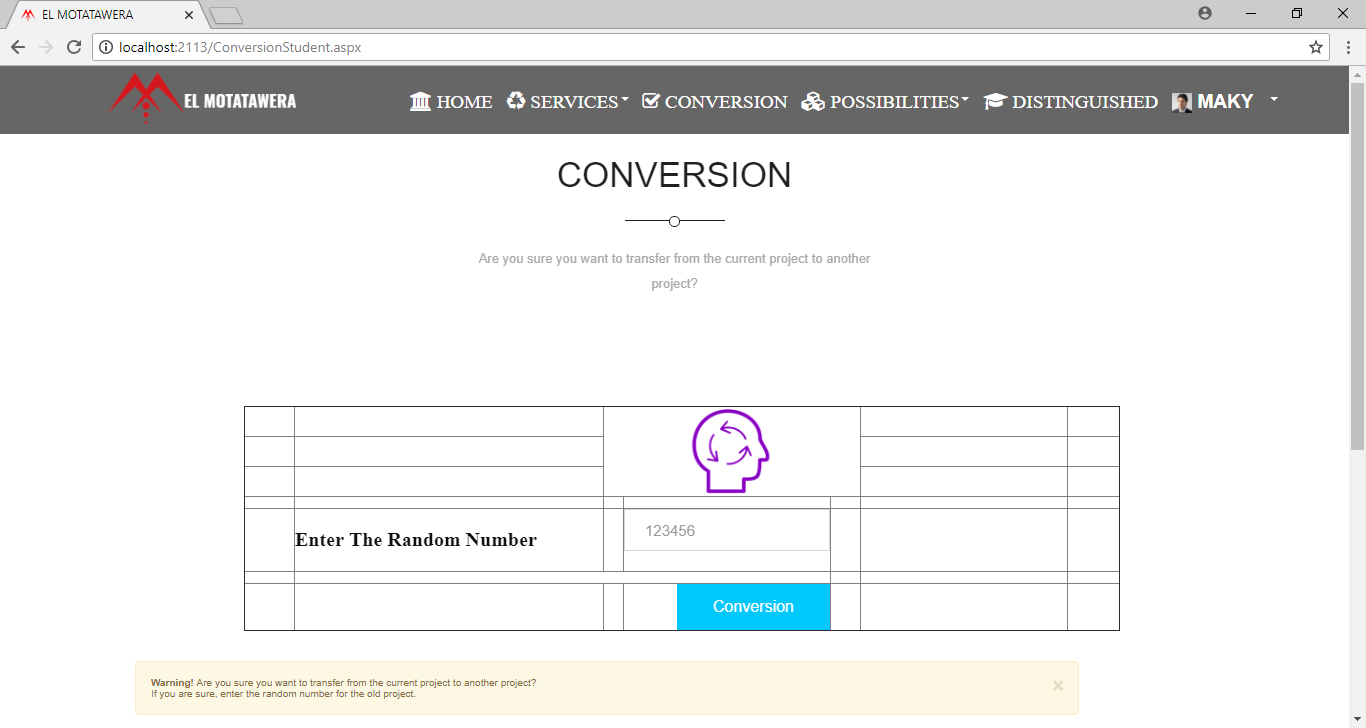 EL MOTATAWERA
localhost:2113/ConversionStudent.aspx
EL MOTATAWERA HOME SERVICES CONVERSION POSSIBILITIES DISTINGUISHED MAKY
CONVERSION
Are you sure you want to transfer from the current project to another
project?
Enter The Random Number 123456
Conversion
Warning! Are you sure you want to transfer from the current project to another project?
If you are sure, enter the random number for the old project.